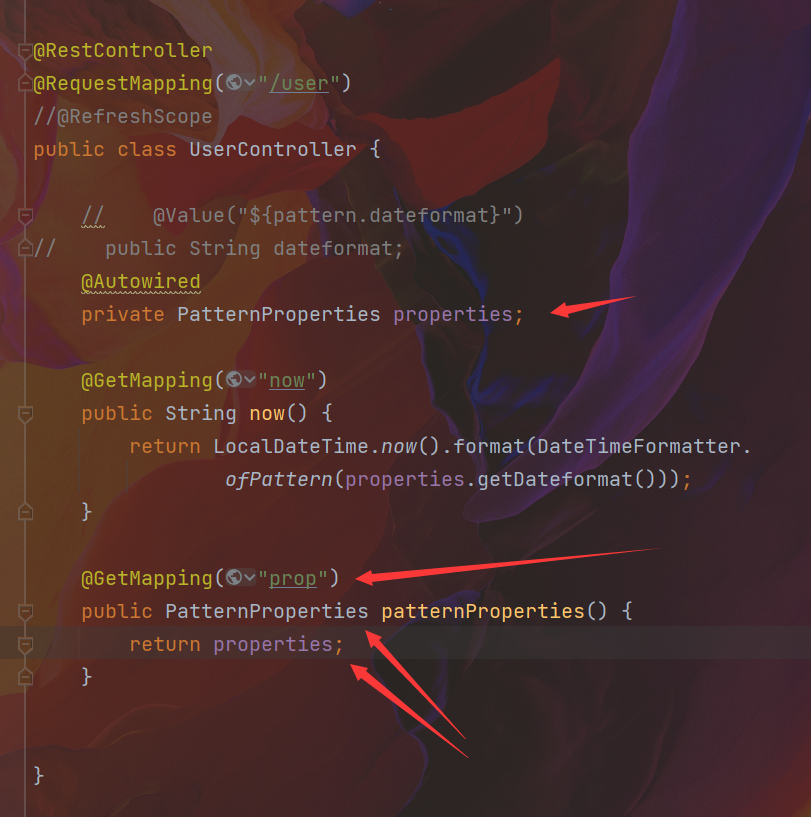 @RestController
@RequestMapping("/user")
//@RefreshScope
public class UserController {
//    @Value("${pattern.dateformat}")
//    public String dateformat;
@Autowired
private PatternProperties properties;
@GetMapping("now")
public String now() {
return LocalDateTime.now().format(DateTimeFormatter.
ofPattern(properties.getDateformat()));
}
@GetMapping("prop")
public PatternProperties patternProperties() {
return properties;
}
}